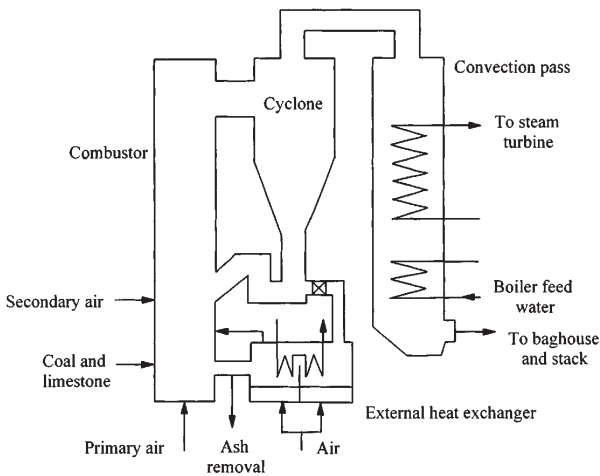 Convection pass
Cyclone
To steam
turbine
Combustor
Secondary air
Boiler feed
water
Coal and
limestone
To baghouse
and stack
External heat exchanger
Primary air
Ash
removal
Air